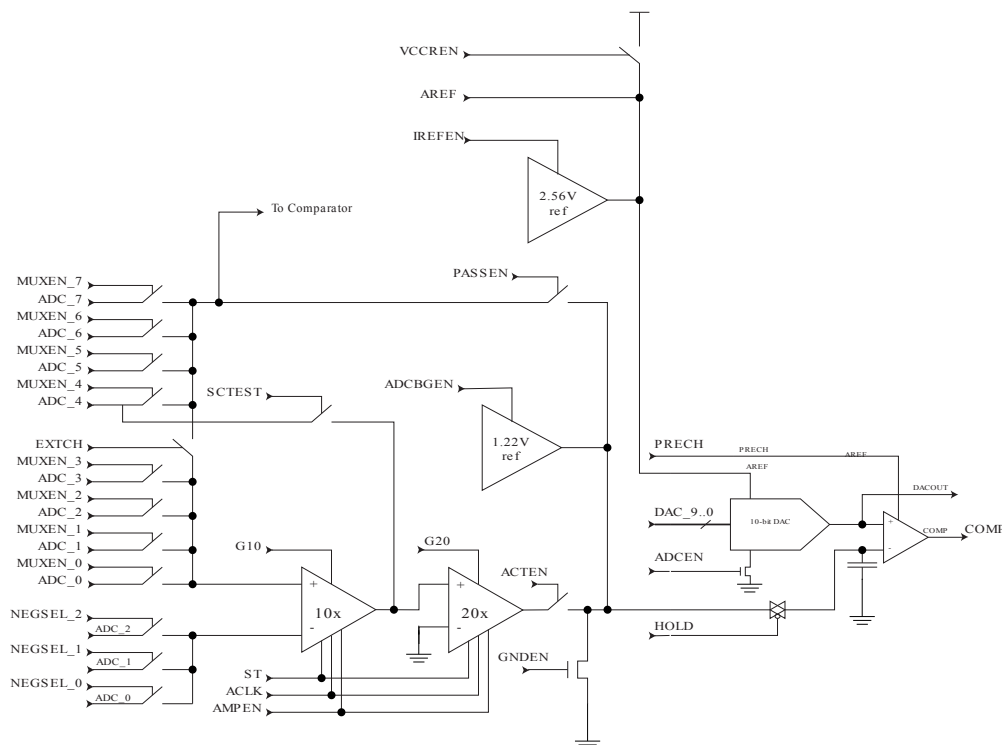 VCCREN
AREF
IREFEN
2.56V
ref
To Comparator
PASSEN
MUXEN_7
ADC_7
MUXEN_6
ADC_6
MUXEN_5
ADC_5
MUXEN_4
ADC_4
SCTEST
ADCBGEN
1.22V
ref
EXTCH
MUXEN_3
ADC_3
MUXEN_2
ADC_2
MUXEN_1
ADC_1
MUXEN_0
ADC_0
PRECH
PRECH
AREF
AREF
DACOUT
DAC_9..0
10-bit DAC
+
-
COMP
COMP
G10
G20
ADCEN
ACTEN
+
10x
-
+
20x
-
HOLD
NEGSEL_2
ADC_2
NEGSEL_1
ADC_1
NEGSEL_0
ADC_0
GNDEN
ST
ACLK
AMPEN